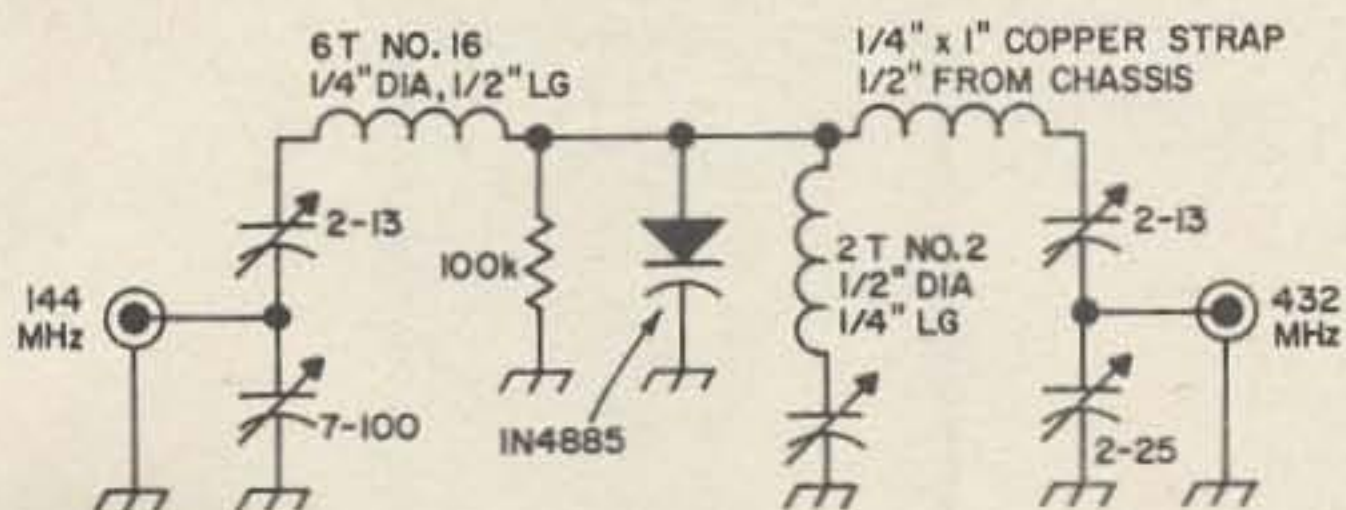 6 T NO. 16
1/4" DIA, 1/2" LG
1/4" x 1" COPPER STRAP
1/2" FROM CHASSIS
2-13
100k
2 T NO. 2
1/2" DIA
1/4" LG
2-13
144
MHz
432
MHz
7-100
IN4885
2-25